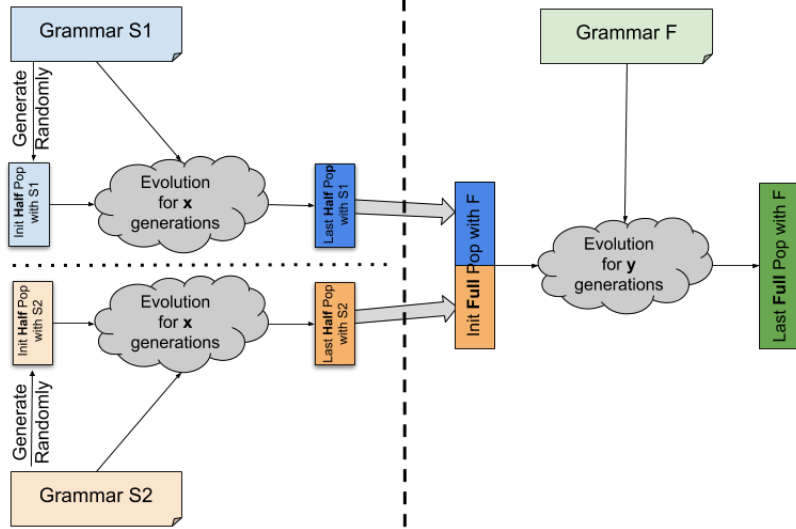 Grammar S1
Grammar F
Generate
Randomly
Init Half Pop
with S1
Evolution
for x
generations
Last Half Pop
with S1
Init Full Pop with F
Evolution
for y
generations
Last Full Pop with F
Init Half Pop
with S2
Evolution
for x
generations
Last Half Pop
with S2
Generate
Randomly
Grammar S2